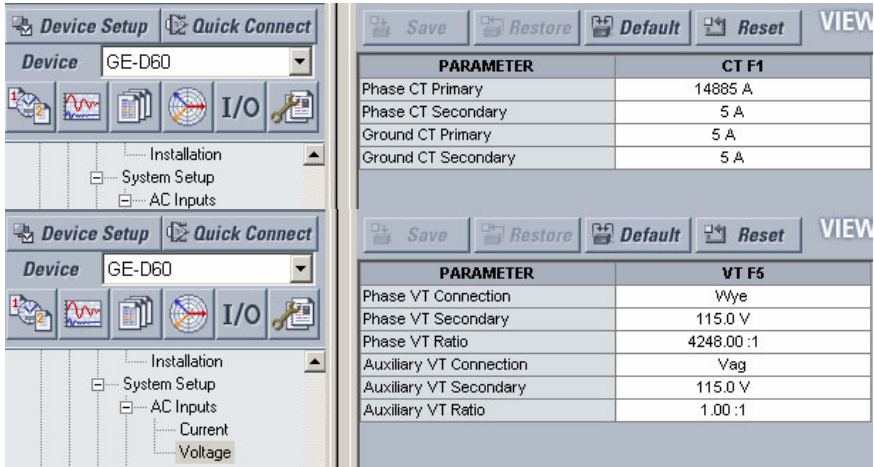 Device Setup Quick Connect
Device GE-D60
1 2 I/O
Installation
System Setup
AC Inputs
Save Restore Default Reset VIEW
PARAMETER CT F1
Phase CT Primary 14885 A
Phase CT Secondary 5 A
Ground CT Primary 5 A
Ground CT Secondary 5 A
Device Setup Quick Connect
Device GE-D60
1 2 I/O
Installation
System Setup
AC Inputs
Current
Voltage
Save Restore Default Reset VIEW
PARAMETER VT F5
Phase VT Connection Wye
Phase VT Secondary 115.0 V
Phase VT Ratio 4248.00 :1
Auxiliary VT Connection Vag
Auxiliary VT Secondary 115.0 V
Auxiliary VT Ratio 1.00 :1